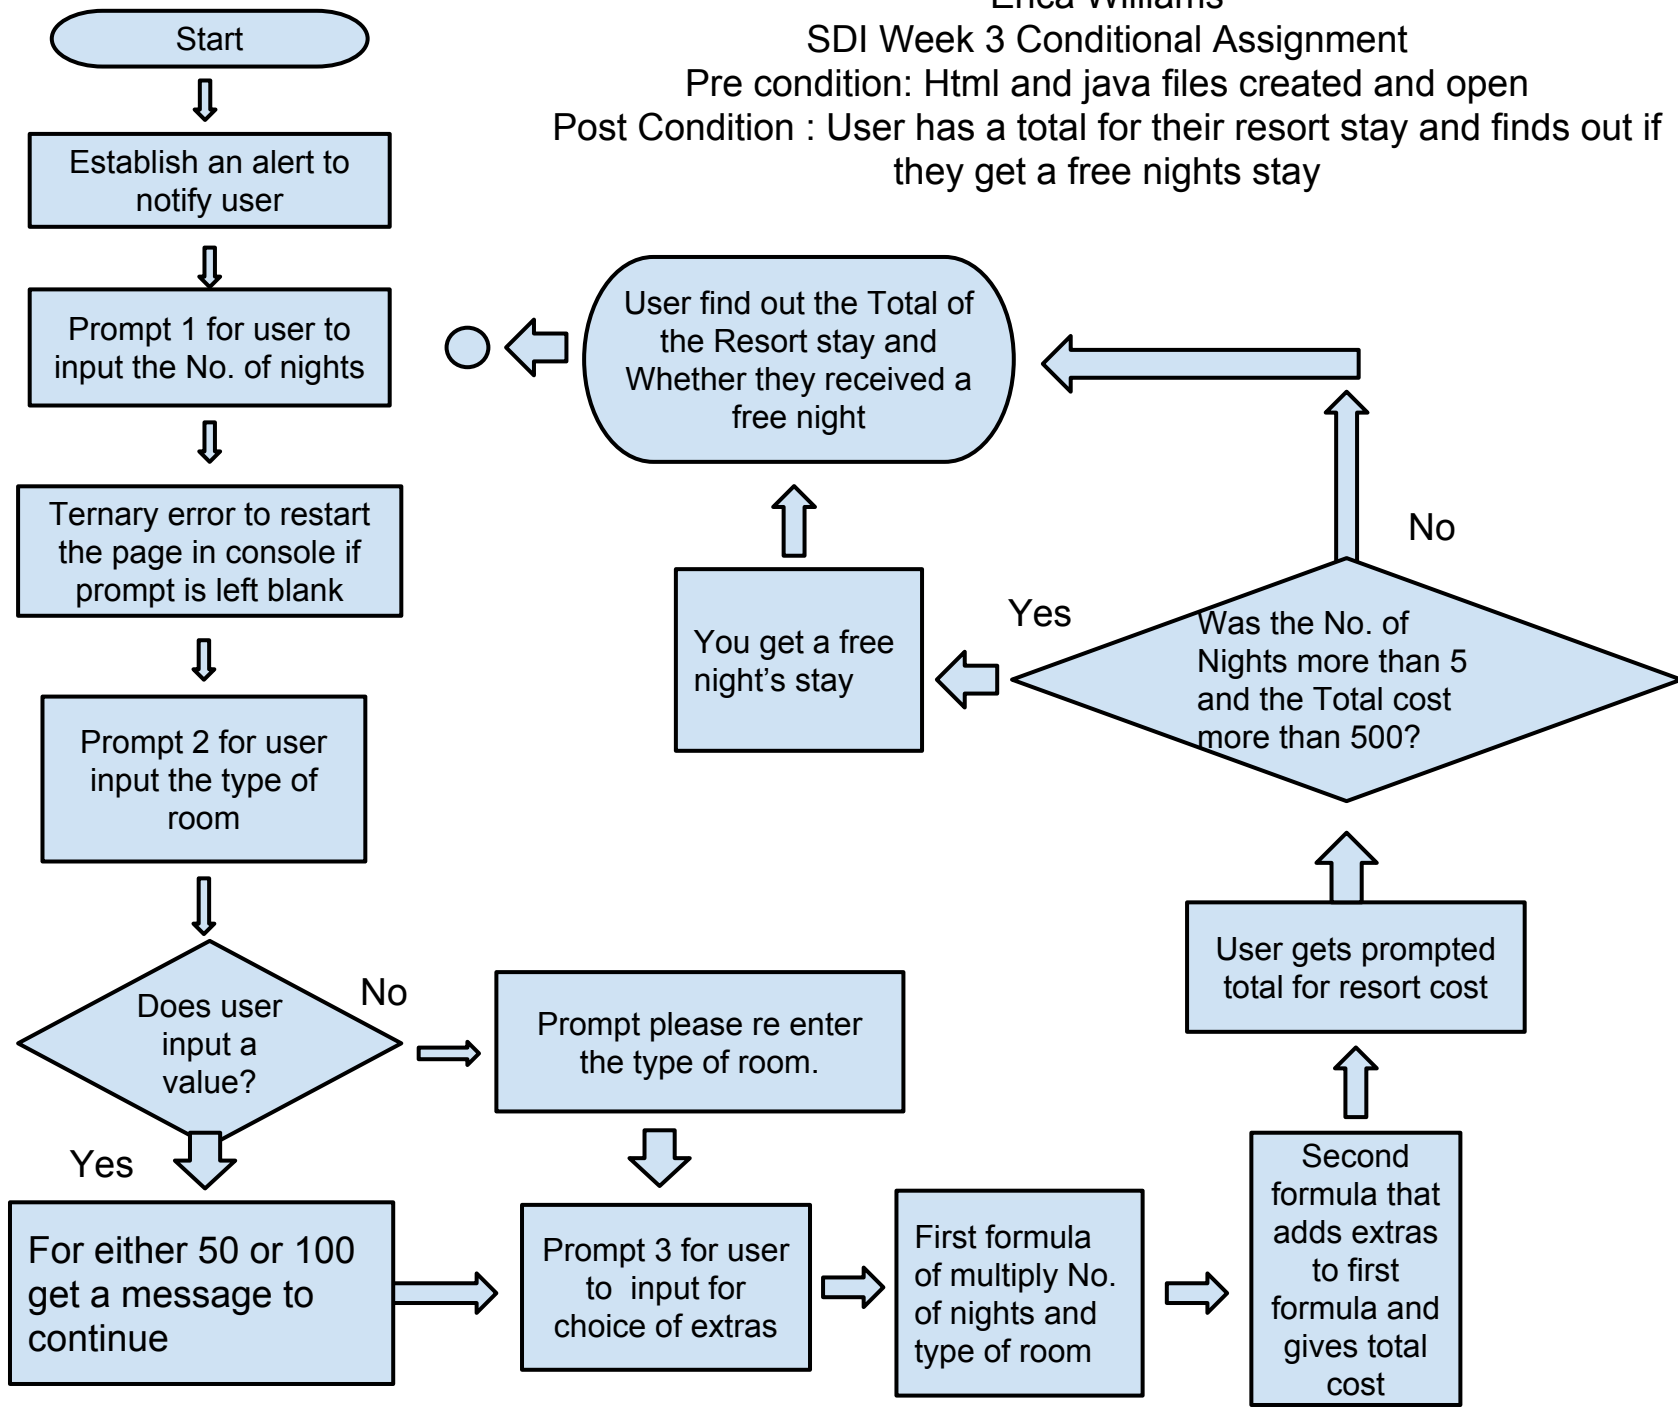 Erica Williams
SDI Week 3 Conditional Assignment
Pre condition: Html and java files created and open
Post Condition : User has a total for their resort stay and finds out if
they get a free nights stay
Start
Establish an alert to
notify user
Prompt 1 for user to
input the No. of nights
Ternary error to restart
the page in console if
prompt is left blank
Prompt 2 for user
input the type of
room
Does user
input a
value?
No
Prompt please re enter
the type of room.
Yes
For either 50 or 100
get a message to
continue
Prompt 3 for user
to input for
choice of extras
First formula
of multiply No.
of nights and
type of room
Second
formula that
adds extras
to first
formula and
gives total
cost
User gets prompted
total for resort cost
Was the No. of
Nights more than 5
and the Total cost
more than 500?
Yes
You get a free
night’s stay
No
User find out the Total of
the Resort stay and
Whether they received a
free night